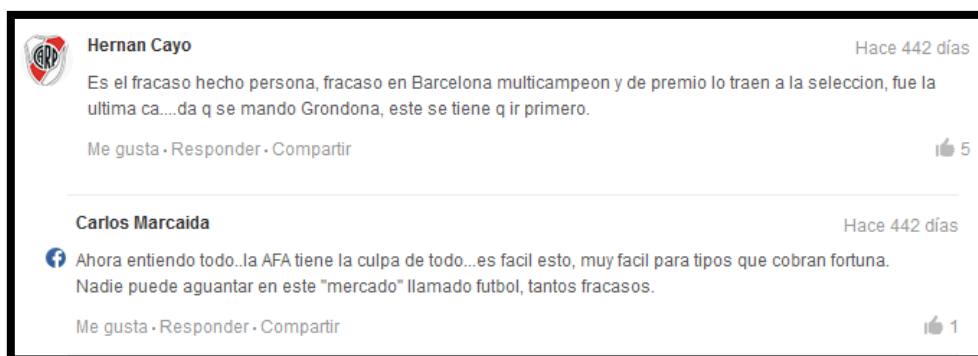 CARP
Hernan Cayo
Hace 442 días
Es el fracaso hecho persona, fracaso en Barcelona multicampeon y de premio lo traen a la seleccion, fue la
ultima ca....da q se mando Grondona, este se tiene q ir primero.
Me gusta · Responder · Compartir
5
Carlos Marcaida
Hace 442 días
Ahora entiendo todo..la AFA tiene la culpa de todo...es facil esto, muy facil para tipos que cobran fortuna.
Nadie puede aguantar en este "mercado" llamado futbol, tantos fracasos.
Me gusta · Responder · Compartir
1